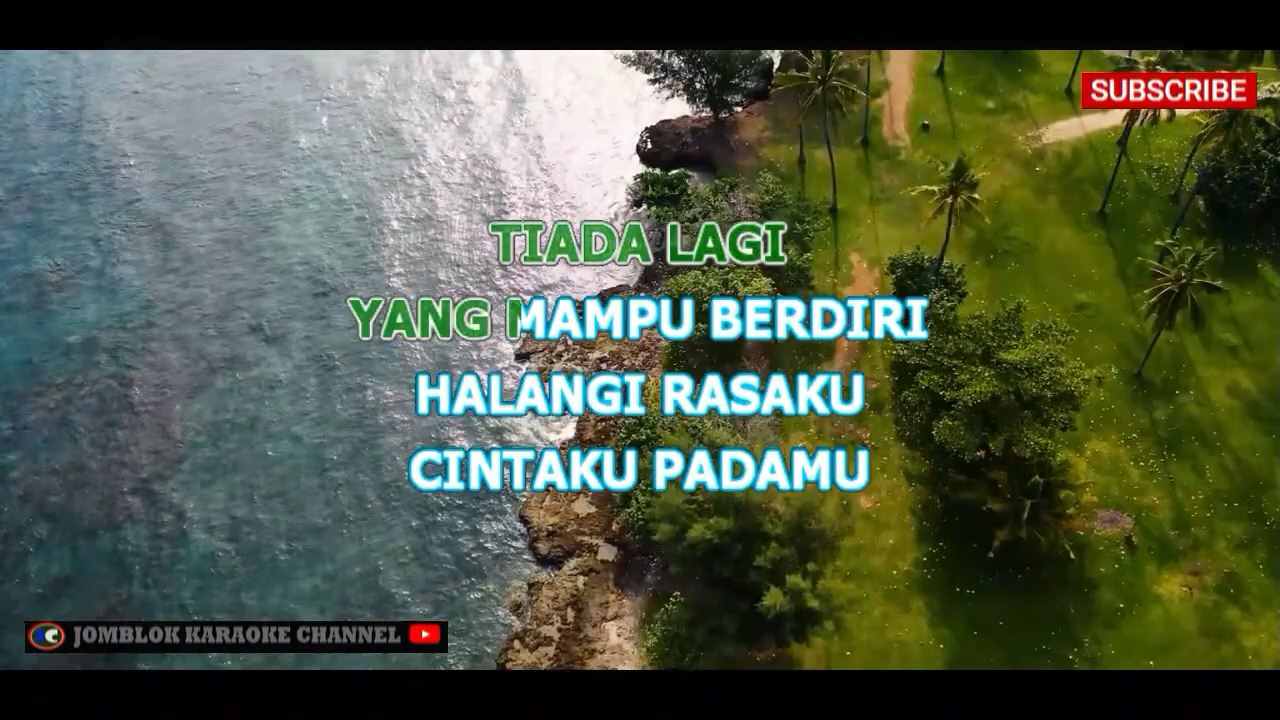 SUBSCRIBE
TIADA LAGI
YANG MAMPU BERDIRI
HALANGI RASAKU
CINTAKU PADAMU
JOMBLOK KARAOKE CHANNEL